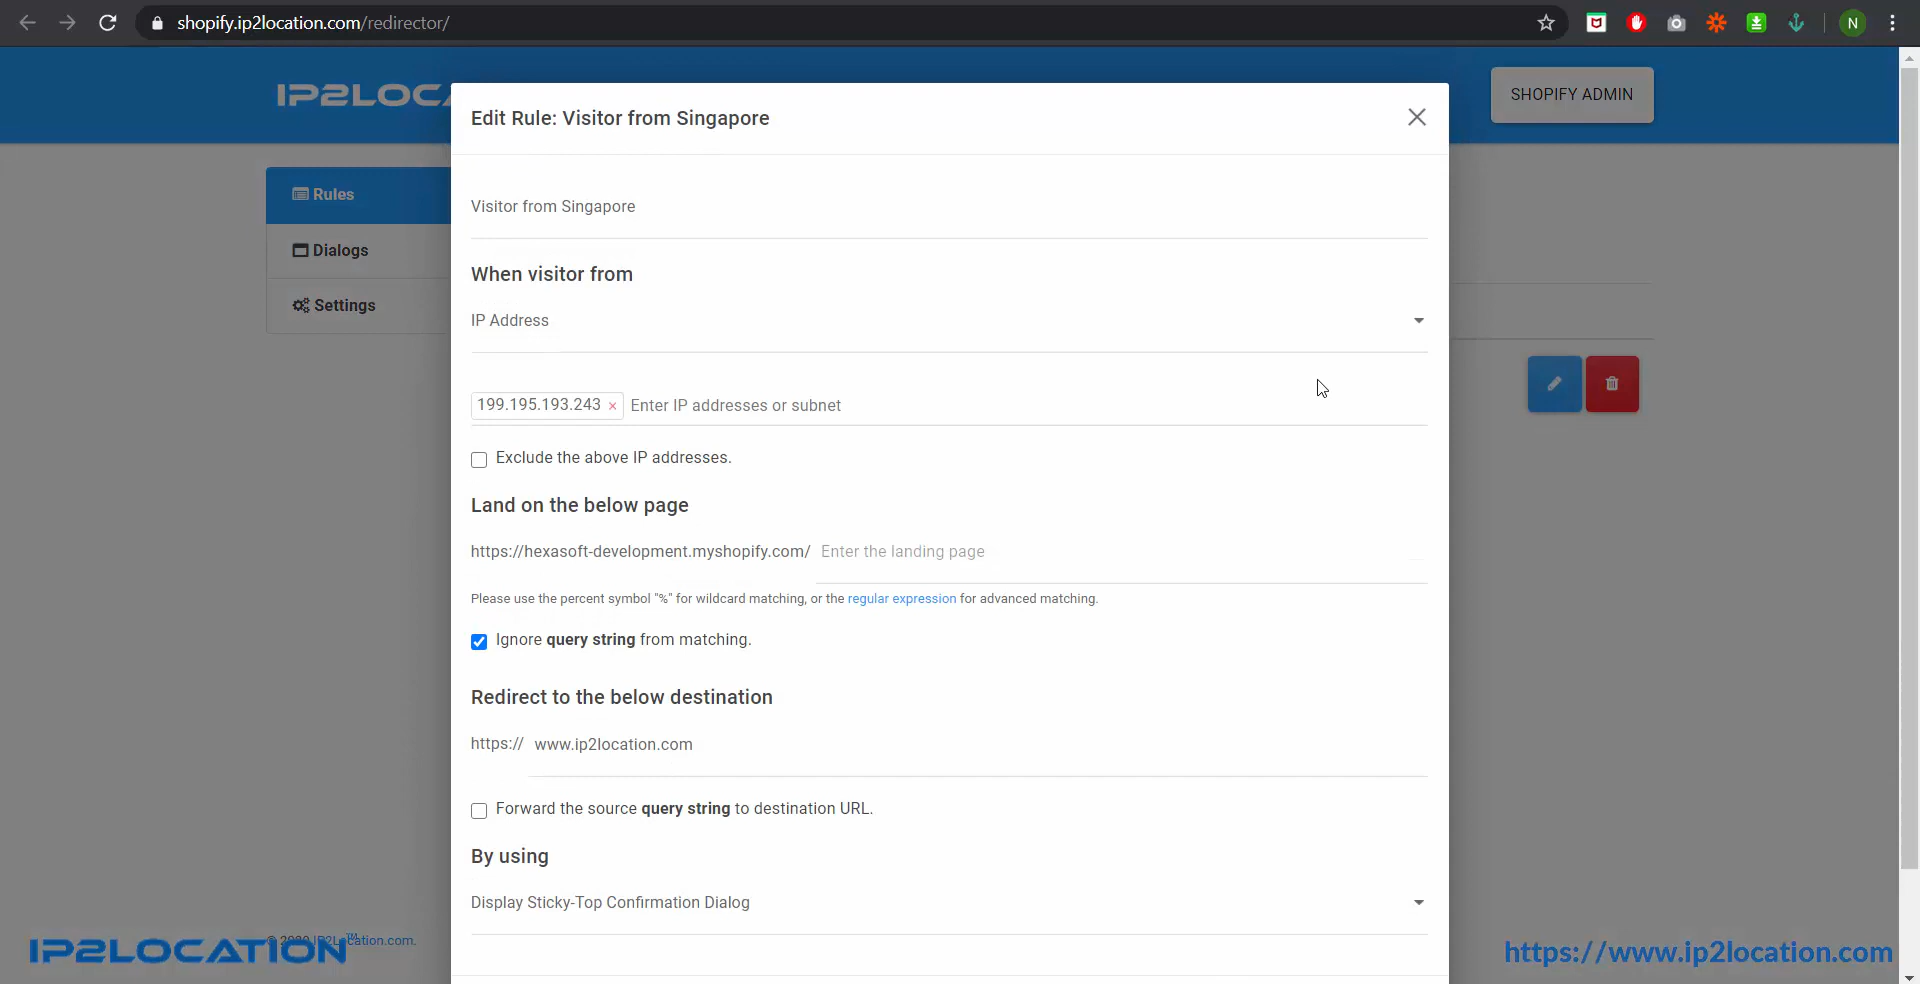 shopify.ip2location.com/redirector/
N
IP2LOCA
SHOPIFY ADMIN
Edit Rule: Visitor from Singapore
Rules
Dialogs
Settings
Visitor from Singapore
When visitor from
IP Address
199.195.193.243 × Enter IP addresses or subnet
Exclude the above IP addresses.
Land on the below page
https://hexasoft-development.myshopify.com/ Enter the landing page
Please use the percent symbol "%" for wildcard matching, or the regular expression for advanced matching.
Ignore query string from matching.
Redirect to the below destination
https:// www.ip2location.com
Forward the source query string to destination URL.
By using
Display Sticky-Top Confirmation Dialog
© 2020 IP2Location.com.
IP2LOCATION™
https://www.ip2location.com